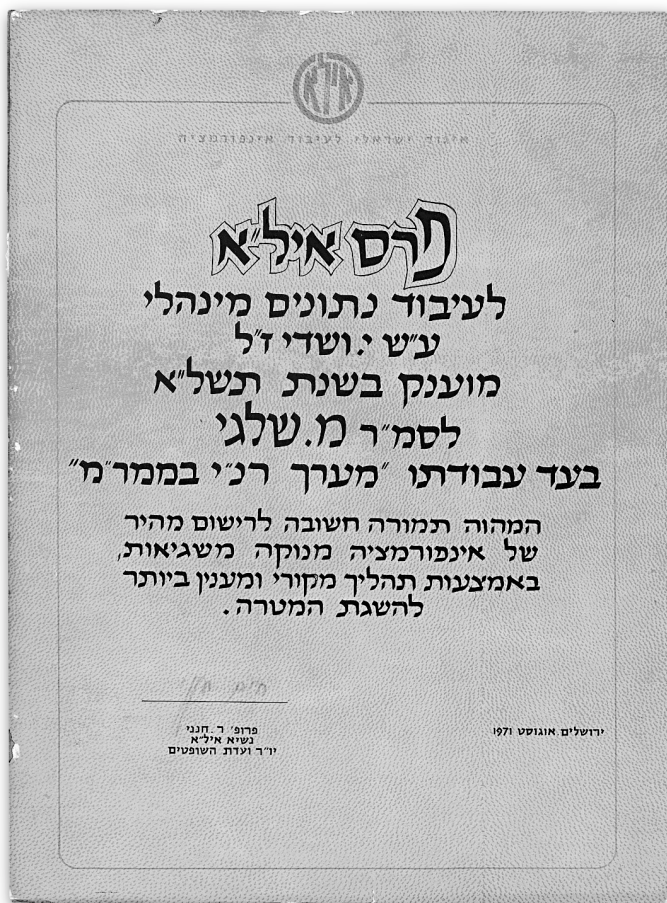 איל״א
איגוד ישראלי לעיבוד אינפורמציה
פרס איל״א
לעיבוד נתונים מינהלי
ע״ש י. ושדי ז״ל
מוענק בשנת תשל״א
לסמ״ר מ. שלגי
בעד עבודתו ״מערך רנ״י בממר״מ״
המהוה תמורה חשובה לרישום מהיר
של אינפורמציה מנוקה משגיאות,
באמצעות תהליך מקורי ומענין ביותר
להשגת המטרה.
ירושלים, אוגוסט 1971
פרופ׳ ר. חנני
נשיא איל״א
יו״ר ועדת השופטים